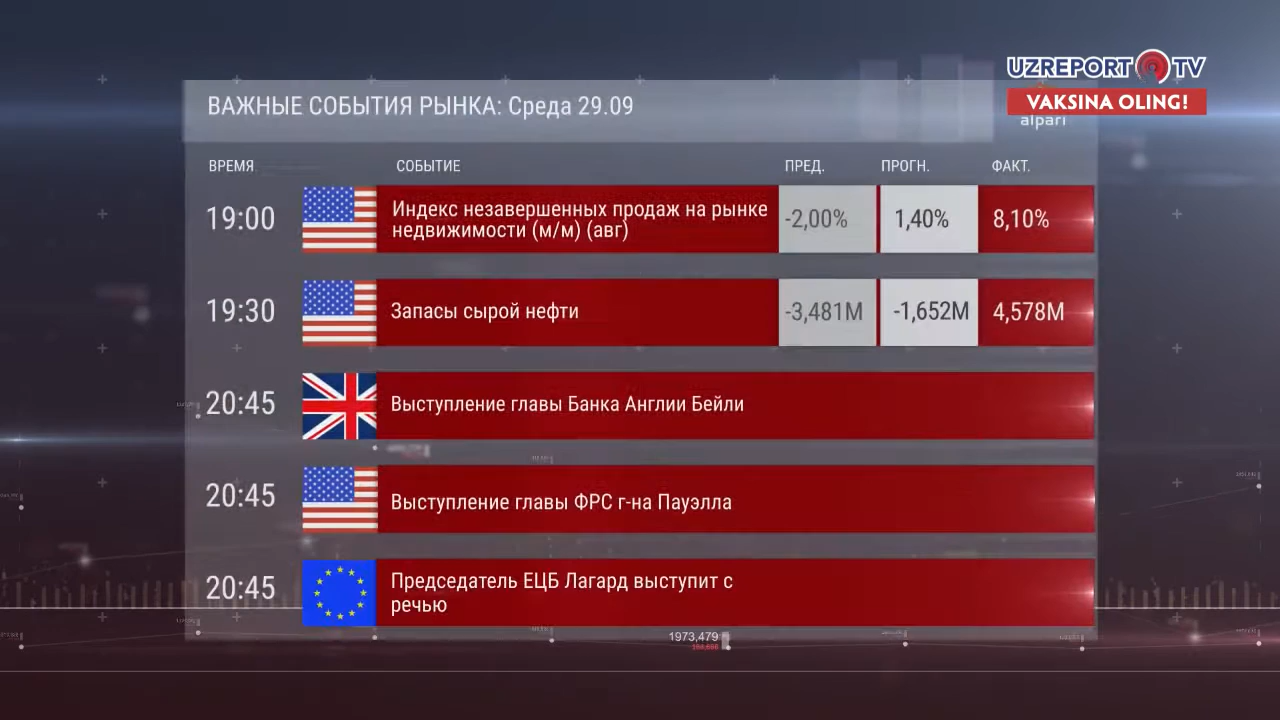 UZREPORT TV
VAKSINA OLING!
alpari
ВАЖНЫЕ СОБЫТИЯ РЫНКА: Среда 29.09
ВРЕМЯ СОБЫТИЕ ПРЕД. ПРОГН. ФАКТ.
19:00 Индекс незавершенных продаж на рынке
недвижимости (м/м) (авг) -2,00% 1,40% 8,10%
19:30 Запасы сырой нефти -3,481M -1,652M 4,578M
20:45 Выступление главы Банка Англии Бейли
20:45 Выступление главы ФРС г-на Пауэлла
20:45 Председатель ЕЦБ Лагард выступит с
речью
1973,479